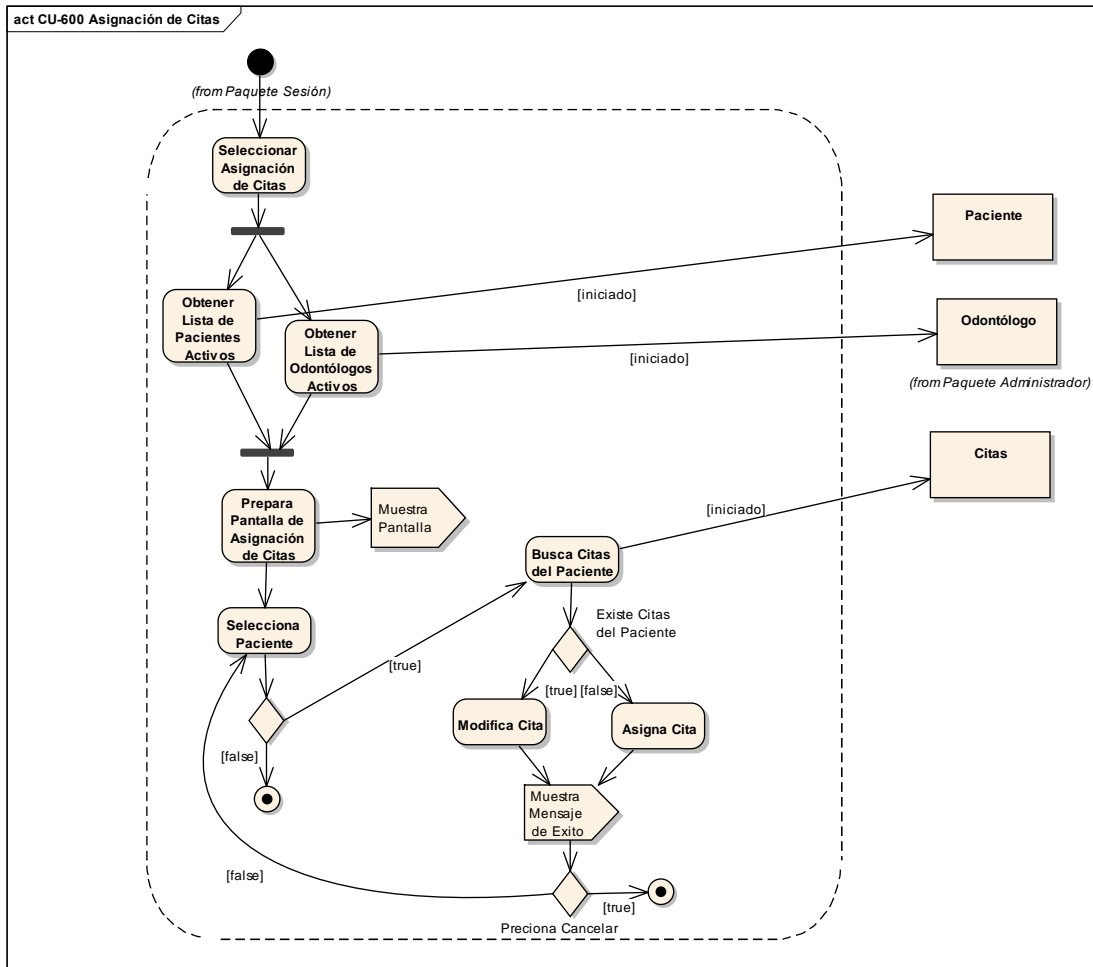 act CU-600 Asignación de Citas
(from Paquete Sesión)
Seleccionar
Asignación
de Citas
Paciente
[iniciado]
Obtener
Lista de
Pacientes
Activos
Obtener
Lista de
Odontólogos
Activos
[iniciado]
Odontólogo
(from Paquete Administrador)
Citas
[iniciado]
Prepara
Pantalla de
Asignación
de Citas
Muestra
Pantalla
Busca Citas
del Paciente
Existe Citas
del Paciente
Selecciona
Paciente
[true]
[true]
[false]
Modifica Cita
Asigna Cita
[false]
Muestra
Mensaje
de Exito
[false]
[true]
Preciona Cancelar